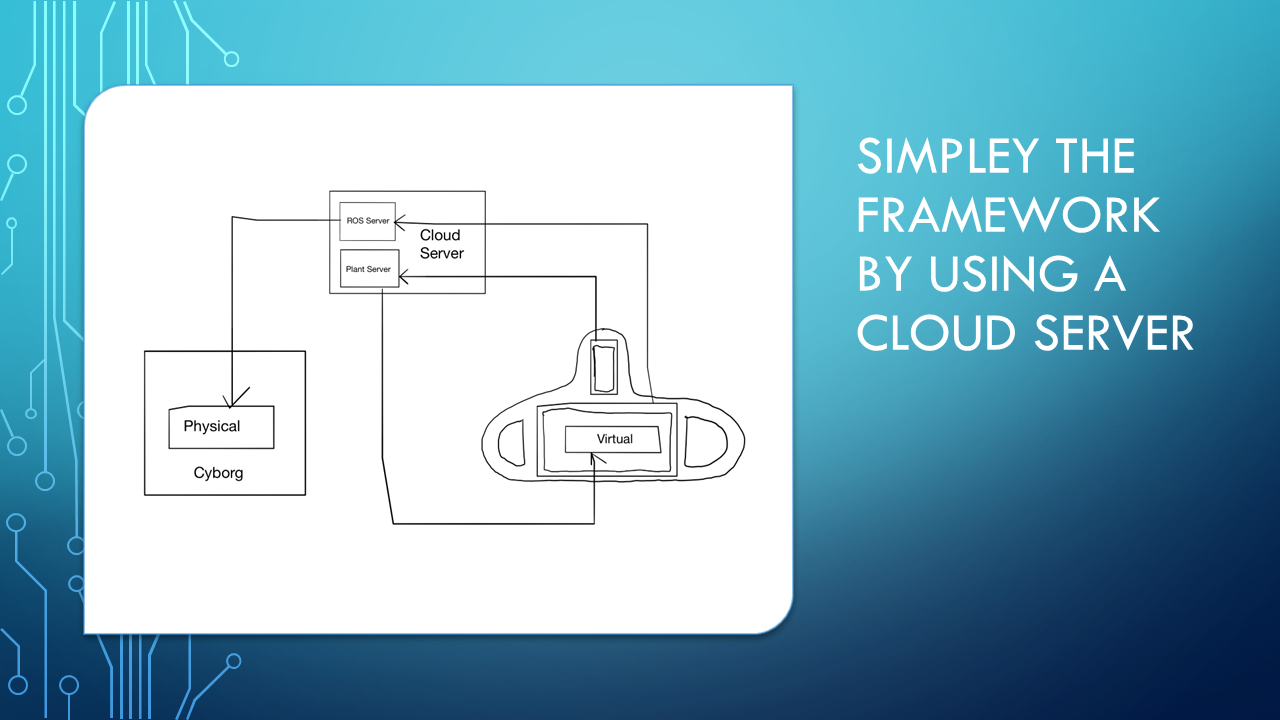 SIMPLEY THE
FRAMEWORK
BY USING A
CLOUD SERVER
ROS Server
Cloud
Server
Plant Server
Physical
Cyborg
Virtual